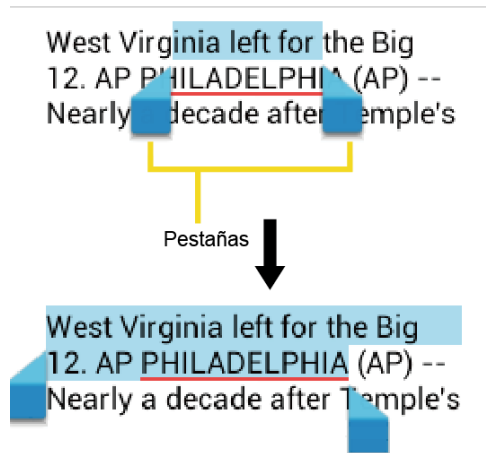 West Virginia left for the Big
12. AP PHILADELPHIA (AP) --
Nearly a decade after Temple's
Pestañas
West Virginia left for the Big
12. AP PHILADELPHIA (AP) --
Nearly a decade after Temple's